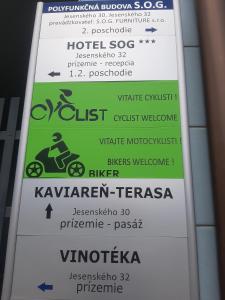 POLYFUNKČNÁ BUDOVA S.O.G.
Jesenského 30, Jesenského 32
prevádzkovateľ: S.O.G. FURNITURE s.r.o.
2. poschodie
HOTEL SOG ***
Jesenského 32
prízemie - recepcia
1.2. poschodie
VITAJTE CYKLISTI !
CYCLIST
CYCLIST WELCOME !
VITAJTE MOTOCYKLISTI !
BIKERS WELCOME !
BIKER
KAVIAREŇ-TERASA
Jesenského 30
prízemie - pasáž
VINOTÉKA
Jesenského 32
prízemie